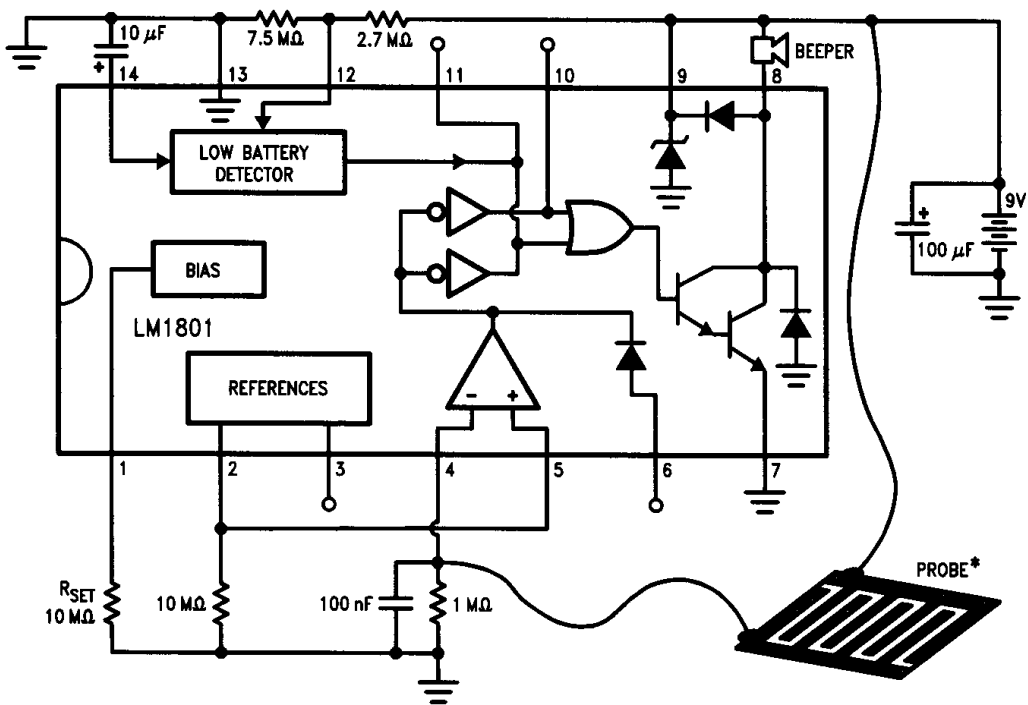 10 μF
7.5 MΩ
2.7 MΩ
+
14
13
12
11
10
9
8
BEEPER
LOW BATTERY
DETECTOR
9V
+
100 μF
BIAS
LM1801
REFERENCES
-
+
1
2
3
4
5
6
7
RSET
10 MΩ
10 MΩ
100 nF
1 MΩ
PROBE*